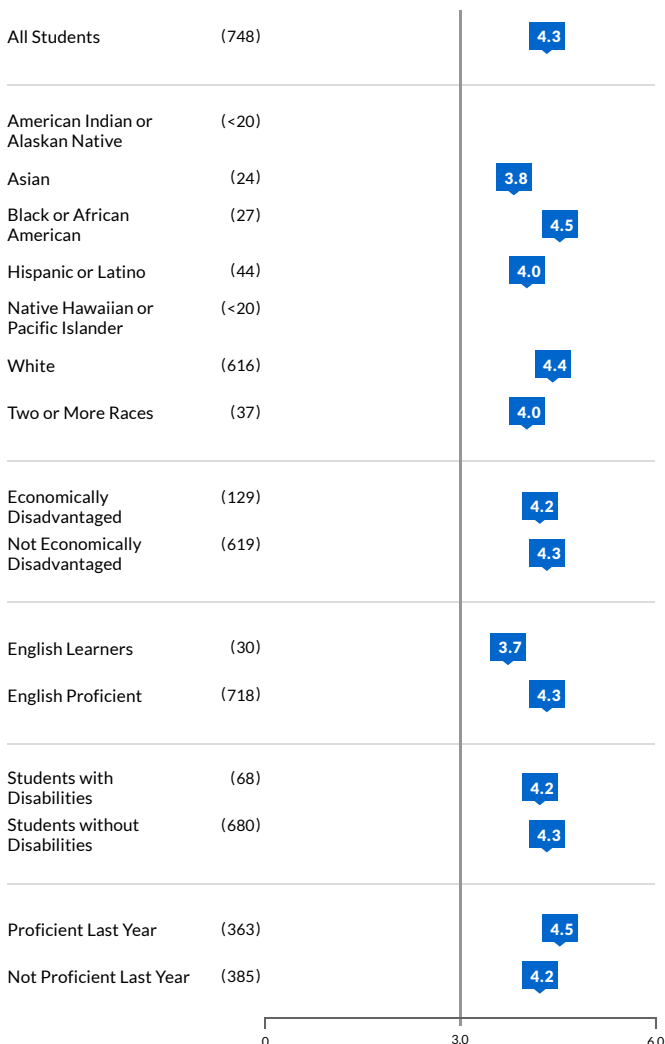 All Students (748) 4.3
American Indian or (<20)
Alaskan Native
Asian (24) 3.8
Black or African (27) 4.5
American
Hispanic or Latino (44) 4.0
Native Hawaiian or (<20)
Pacific Islander
White (616) 4.4
Two or More Races (37) 4.0
Economically (129) 4.2
Disadvantaged
Not Economically (619) 4.3
Disadvantaged
English Learners (30) 3.7
English Proficient (718) 4.3
Students with (68) 4.2
Disabilities
Students without (680) 4.3
Disabilities
Proficient Last Year (363) 4.5
Not Proficient Last Year (385) 4.2
0 3.0 6.0